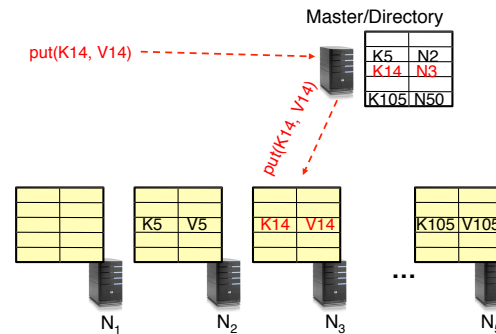 Master/Directory
put(K14, V14)
K5 N2
K14 N3
K105 N50
put(K14, V14)
K5 V5
K14 V14
K105 V105
...
N1
N2
N3